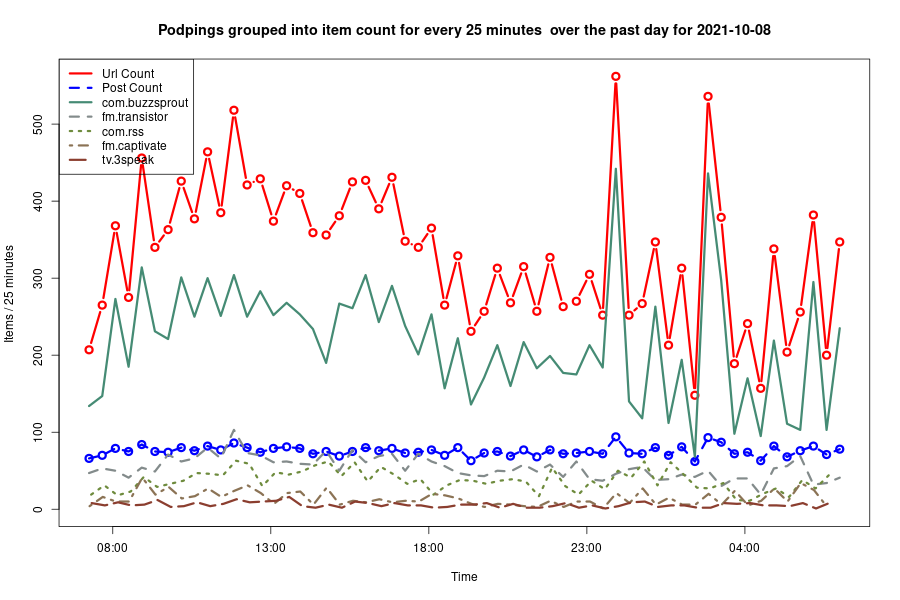 Podpings grouped into item count for every 25 minutes  over the past day for 2021-10-08
Url Count
Post Count
com.buzzsprout
fm.transistor
com.rss
fm.captivate
tv.3speak
Items / 25 minutes
500
400
300
200
100
0
08:00 13:00 18:00 23:00 04:00
Time